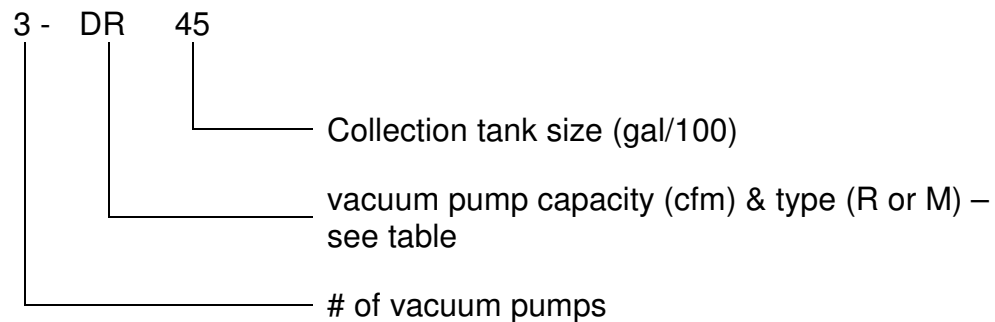 3 - DR 45
Collection tank size (gal/100)
vacuum pump capacity (cfm) & type (R or M) –
see table
# of vacuum pumps